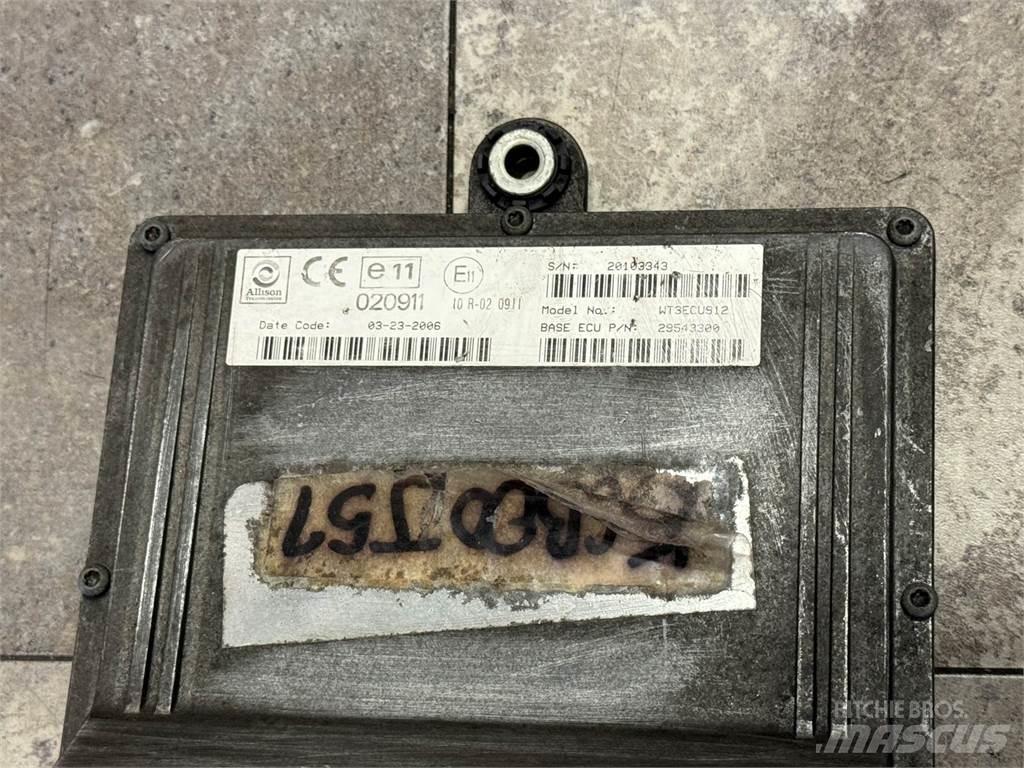 Allison
Transmission
CE
e11
020911
E11
10 R-02 0911
Date Code: 03-23-2006
S/N: 20103343
Model No.: WT3ECU912
BASE ECU P/N: 29543300
RITCHIE BROS.
MASCUS